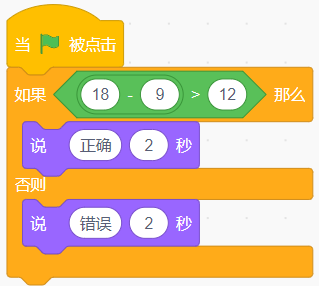 当 被点击
如果 18 - 9 > 12 那么
说 正确 2 秒
否则
说 错误 2 秒